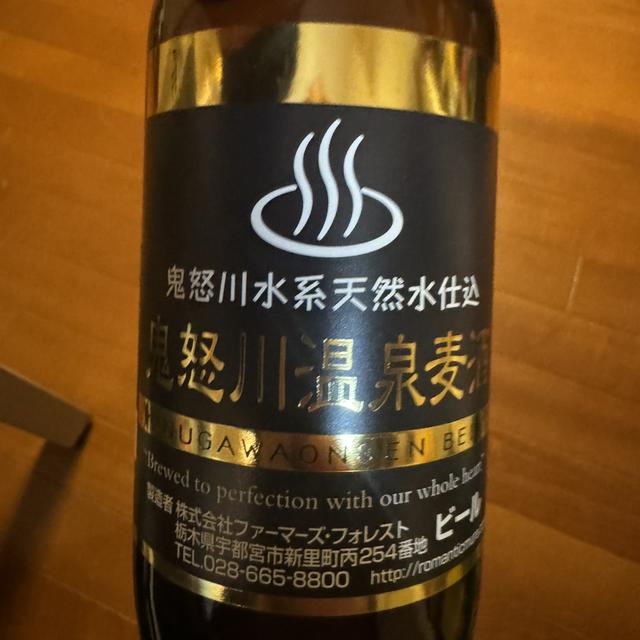 鬼怒川水系天然水仕込
鬼怒川温泉麦酒
KINUGAWAONSEN BEER
"Brewed to perfection with our whole heart"
製造者 株式会社ファーマーズ・フォレスト
栃木県宇都宮市新里町丙254番地
ビール
TEL.028-665-8800 http://romanticmura